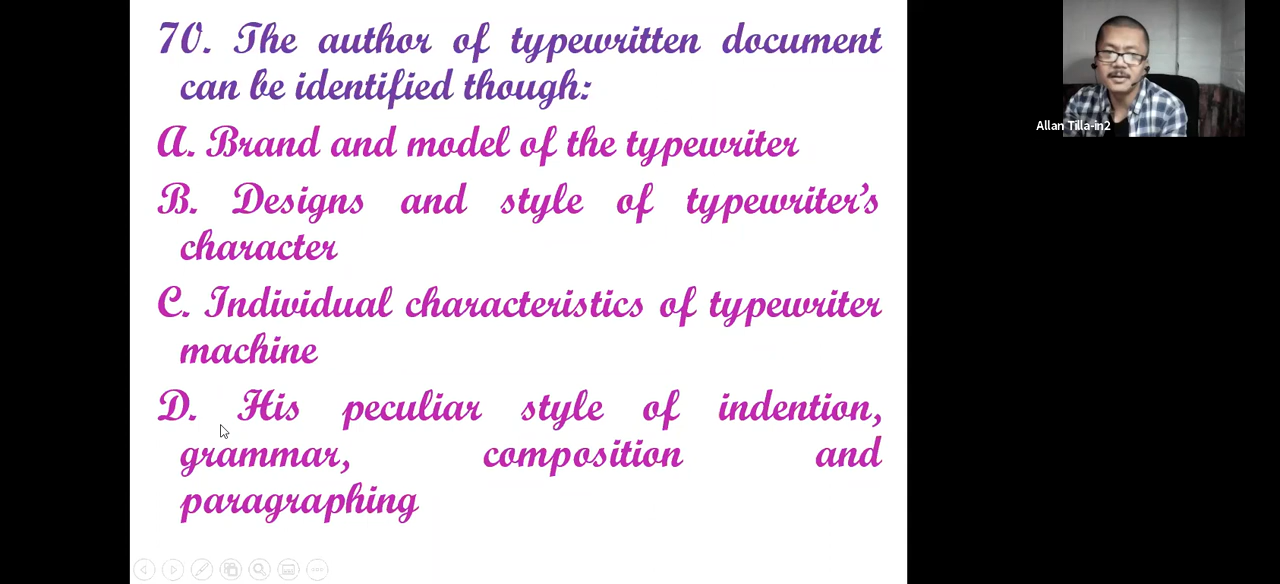 70. The author of typewritten document
can be identified though:
A. Brand and model of the typewriter
B. Designs and style of typewriter's
character
C. Individual characteristics of typewriter
machine
D. His peculiar style of indention,
grammar, composition and
paragraphing
Allan Tilla-in2